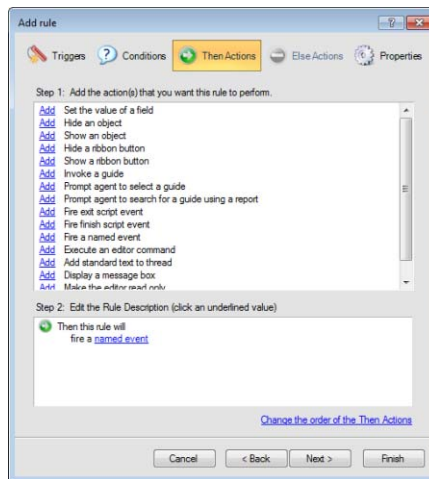 Add rule
Triggers Conditions Then Actions Else Actions Properties
Step 1: Add the action(s) that you want this rule to perform.
Add Set the value of a field
Add Hide an object
Add Show an object
Add Hide a ribbon button
Add Show a ribbon button
Add Invoke a guide
Add Prompt agent to select a guide
Add Prompt agent to search for a guide using a report
Add Fire exit script event
Add Fire finish script event
Add Fire a named event
Add Execute an editor command
Add Add standard text to thread
Add Display a message box
Add Make the editor read only
Step 2: Edit the Rule Description (click an underlined value)
Then this rule will
fire a named event
Change the order of the Then Actions
Cancel < Back Next > Finish